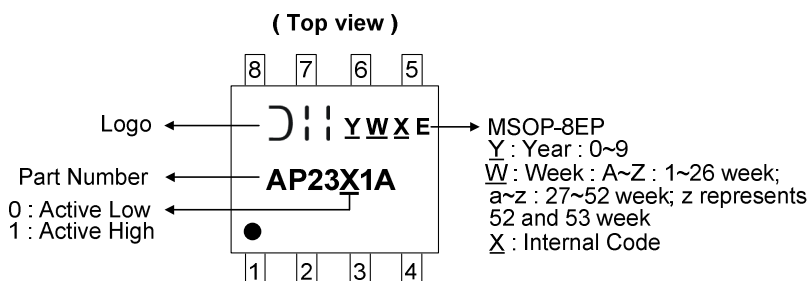 ( Top view )
8 7 6 5
Logo
Y W X E
MSOP-8EP
Y : Year : 0~9
W : Week : A~Z : 1~26 week;
a~z : 27~52 week; z represents
52 and 53 week
X : Internal Code
Part Number
AP23X1A
0 : Active Low
1 : Active High
1 2 3 4